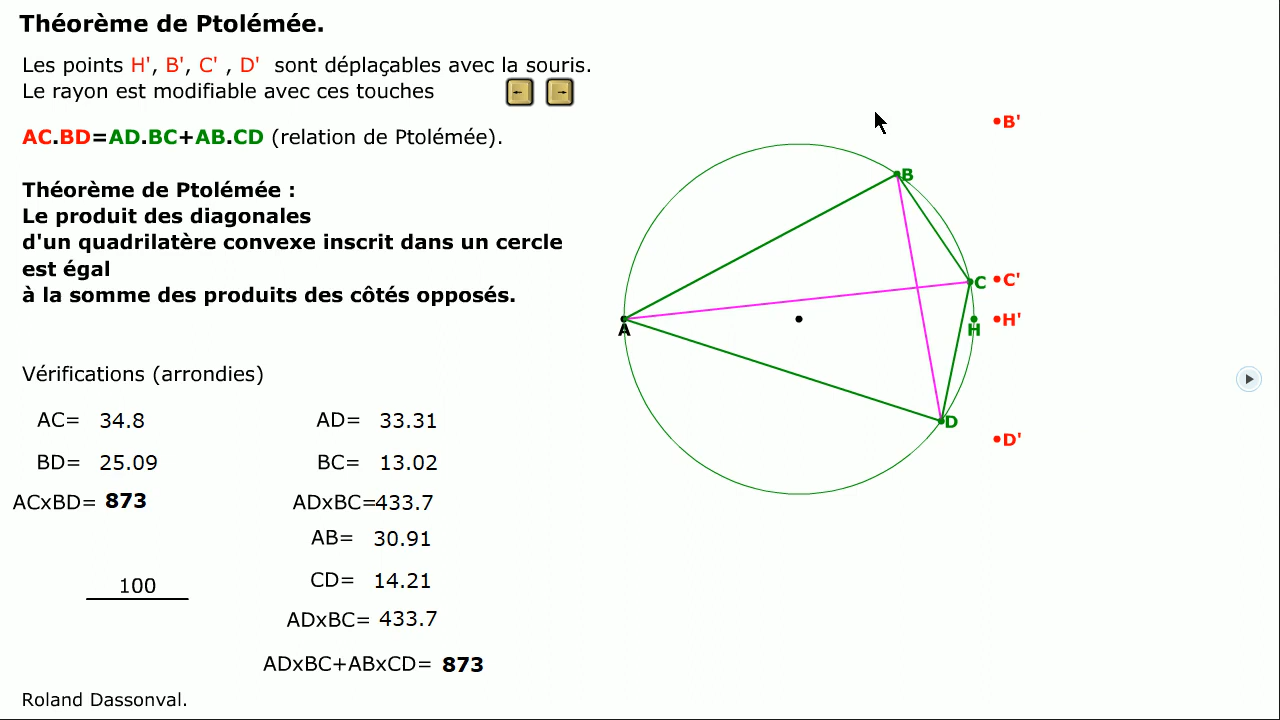 Théorème de Ptolémée.
Les points H', B', C' , D' sont déplaçables avec la souris.
Le rayon est modifiable avec ces touches ← →
AC.BD=AD.BC+AB.CD (relation de Ptolémée).
Théorème de Ptolémée :
Le produit des diagonales
d'un quadrilatère convexe inscrit dans un cercle
est égal
à la somme des produits des côtés opposés.
Vérifications (arrondies)
AC= 34.8 AD= 33.31
BD= 25.09 BC= 13.02
ACxBD= 873 ADxBC=433.7
AB= 30.91
CD= 14.21
100
ADxBC= 433.7
ADxBC+ABxCD= 873
Roland Dassonval.
B'
B
C C'
A H H'
D
D'